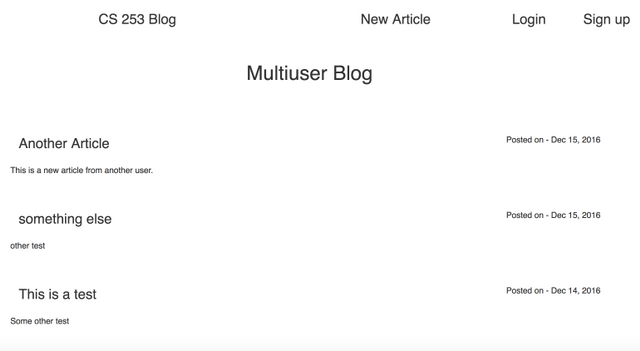 CS 253 Blog New Article Login Sign up
Multiuser Blog
Another Article Posted on - Dec 15, 2016
This is a new article from another user.
something else Posted on - Dec 15, 2016
other test
This is a test Posted on - Dec 14, 2016
Some other test